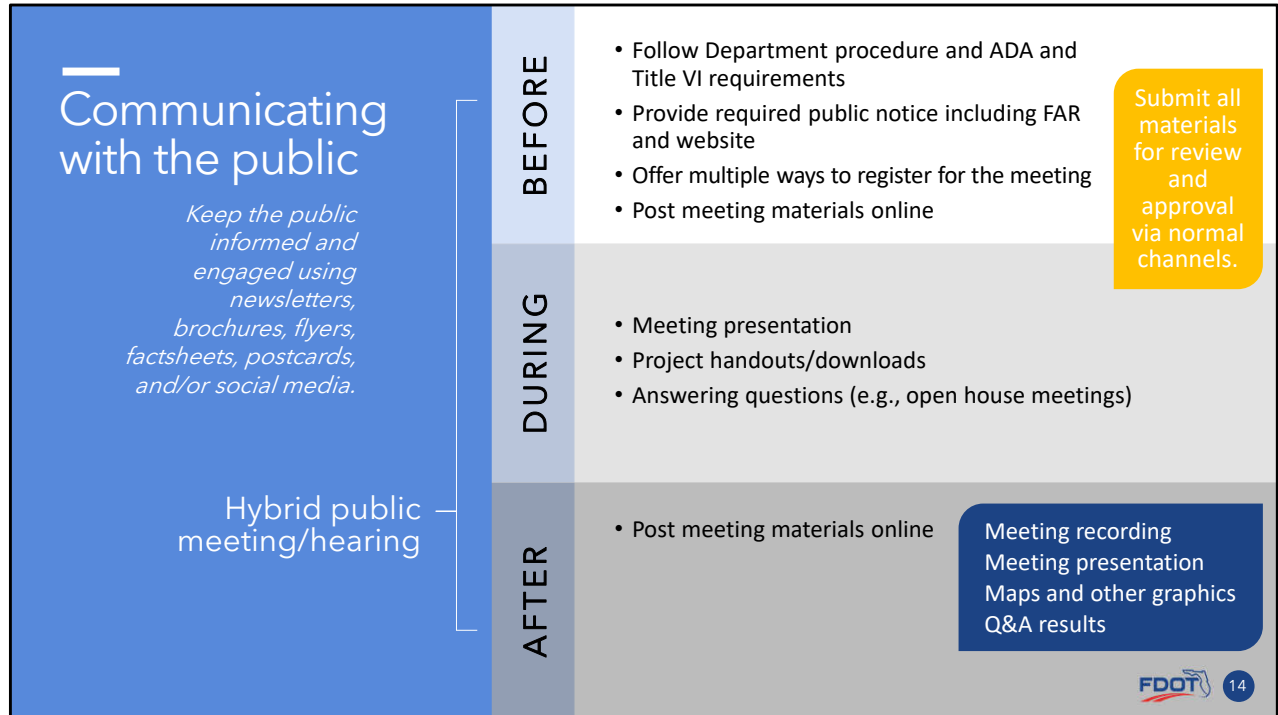 Communicating
with the public
Keep the public
informed and
engaged using
newsletters,
brochures, flyers,
factsheets, postcards,
and/or social media.
Hybrid public
meeting/hearing
BEFORE
• Follow Department procedure and ADA and
Title VI requirements
• Provide required public notice including FAR
and website
• Offer multiple ways to register for the meeting
• Post meeting materials online
Submit all
materials
for review
and
approval
via normal
channels.
DURING
• Meeting presentation
• Project handouts/downloads
• Answering questions (e.g., open house meetings)
AFTER
• Post meeting materials online
Meeting recording
Meeting presentation
Maps and other graphics
Q&A results
FDOT
14